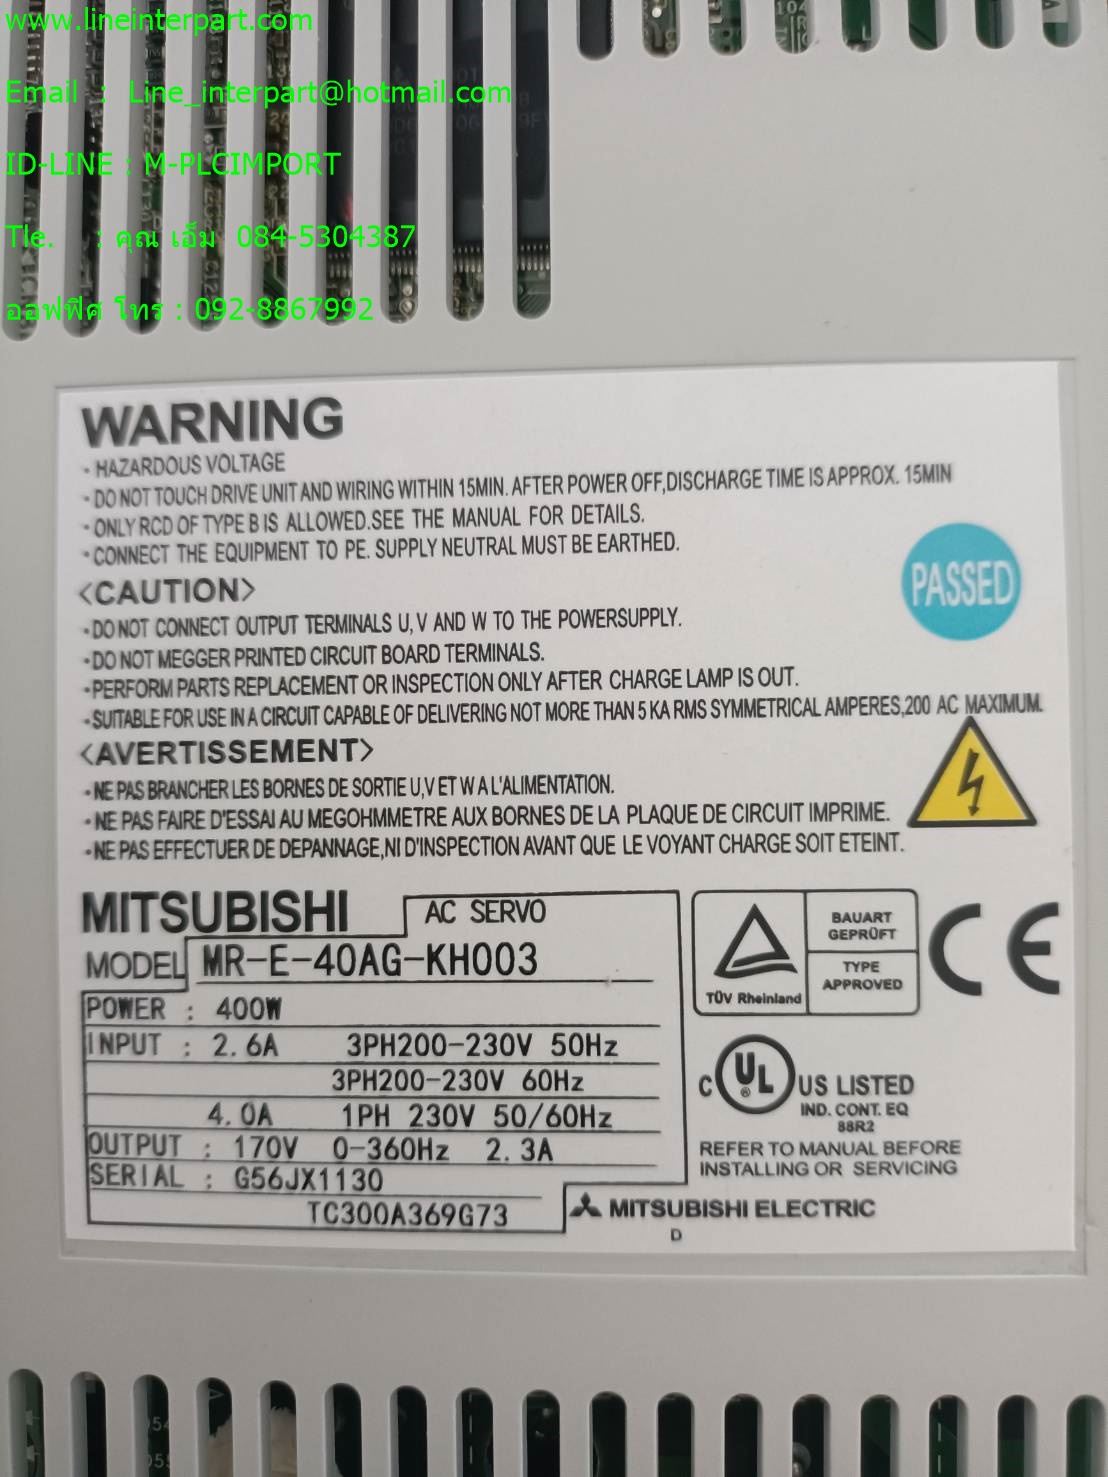 www.lineinterpart.com
Email : Line_interpart@hotmail.com
ID-LINE : M-PLCIMPORT
Tle. : คุณ เอ็ม 084-5304387
ออฟฟิศ โทร : 092-8867992
WARNING
・HAZARDOUS VOLTAGE
・DO NOT TOUCH DRIVE UNIT AND WIRING WITHIN 15MIN. AFTER POWER OFF,DISCHARGE TIME IS APPROX. 15MIN
・ONLY RCD OF TYPE B IS ALLOWED.SEE THE MANUAL FOR DETAILS.
・CONNECT THE EQUIPMENT TO PE. SUPPLY NEUTRAL MUST BE EARTHED.
PASSED
<CAUTION>
・DO NOT CONNECT OUTPUT TERMINALS U,V AND W TO THE POWERSUPPLY.
・DO NOT MEGGER PRINTED CIRCUIT BOARD TERMINALS.
・PERFORM PARTS REPLACEMENT OR INSPECTION ONLY AFTER CHARGE LAMP IS OUT.
・SUITABLE FOR USE IN A CIRCUIT CAPABLE OF DELIVERING NOT MORE THAN 5 KA RMS SYMMETRICAL AMPERES,200 AC MAXIMUM.
<AVERTISSEMENT>
・NE PAS BRANCHER LES BORNES DE SORTIE U,V ET W A L'ALIMENTATION.
・NE PAS FAIRE D'ESSAI AU MEGOHMMETRE AUX BORNES DE LA PLAQUE DE CIRCUIT IMPRIME.
・NE PAS EFFECTUER DE DEPANNAGE,NI D'INSPECTION AVANT QUE LE VOYANT CHARGE SOIT ETEINT.
MITSUBISHI AC SERVO
MODEL MR-E-40AG-KH003
POWER : 400W
INPUT : 2.6A 3PH200-230V 50Hz
3PH200-230V 60Hz
4.0A 1PH 230V 50/60Hz
OUTPUT : 170V 0-360Hz 2.3A
SERIAL : G56JX1130
TC300A369G73
TÜV Rheinland
BAUART
GEPRÜFT
TYPE
APPROVED
CE
C UL ® US LISTED
IND. CONT. EQ
88R2
REFER TO MANUAL BEFORE
INSTALLING OR SERVICING
MITSUBISHI ELECTRIC
D